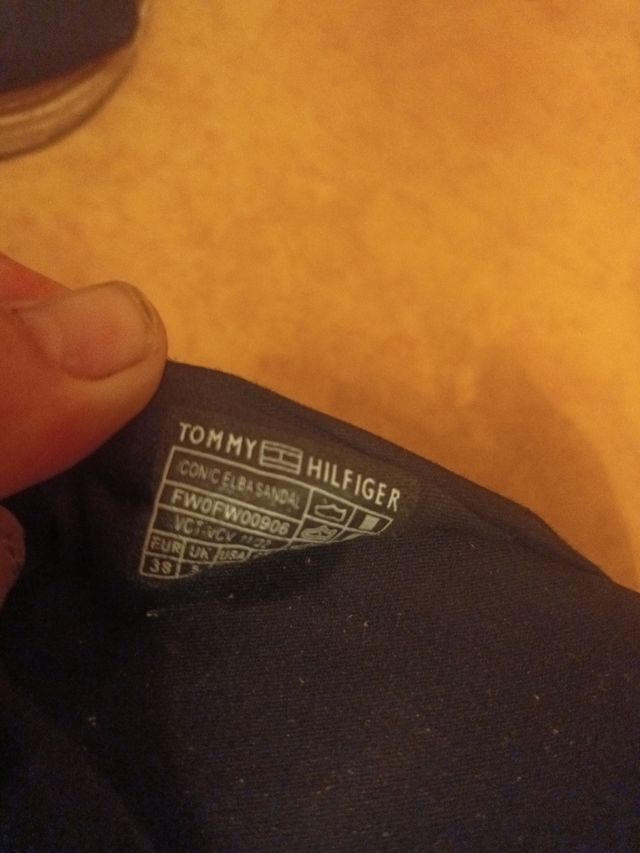 TOMMY HILFIGER
ICONIC ELBA SANDAL
FW0FW00906
EUR UK USA
38